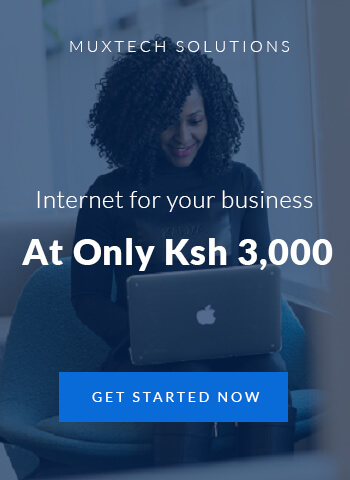 MUXTECH SOLUTIONS
Internet for your business
At Only Ksh 3,000
GET STARTED NOW